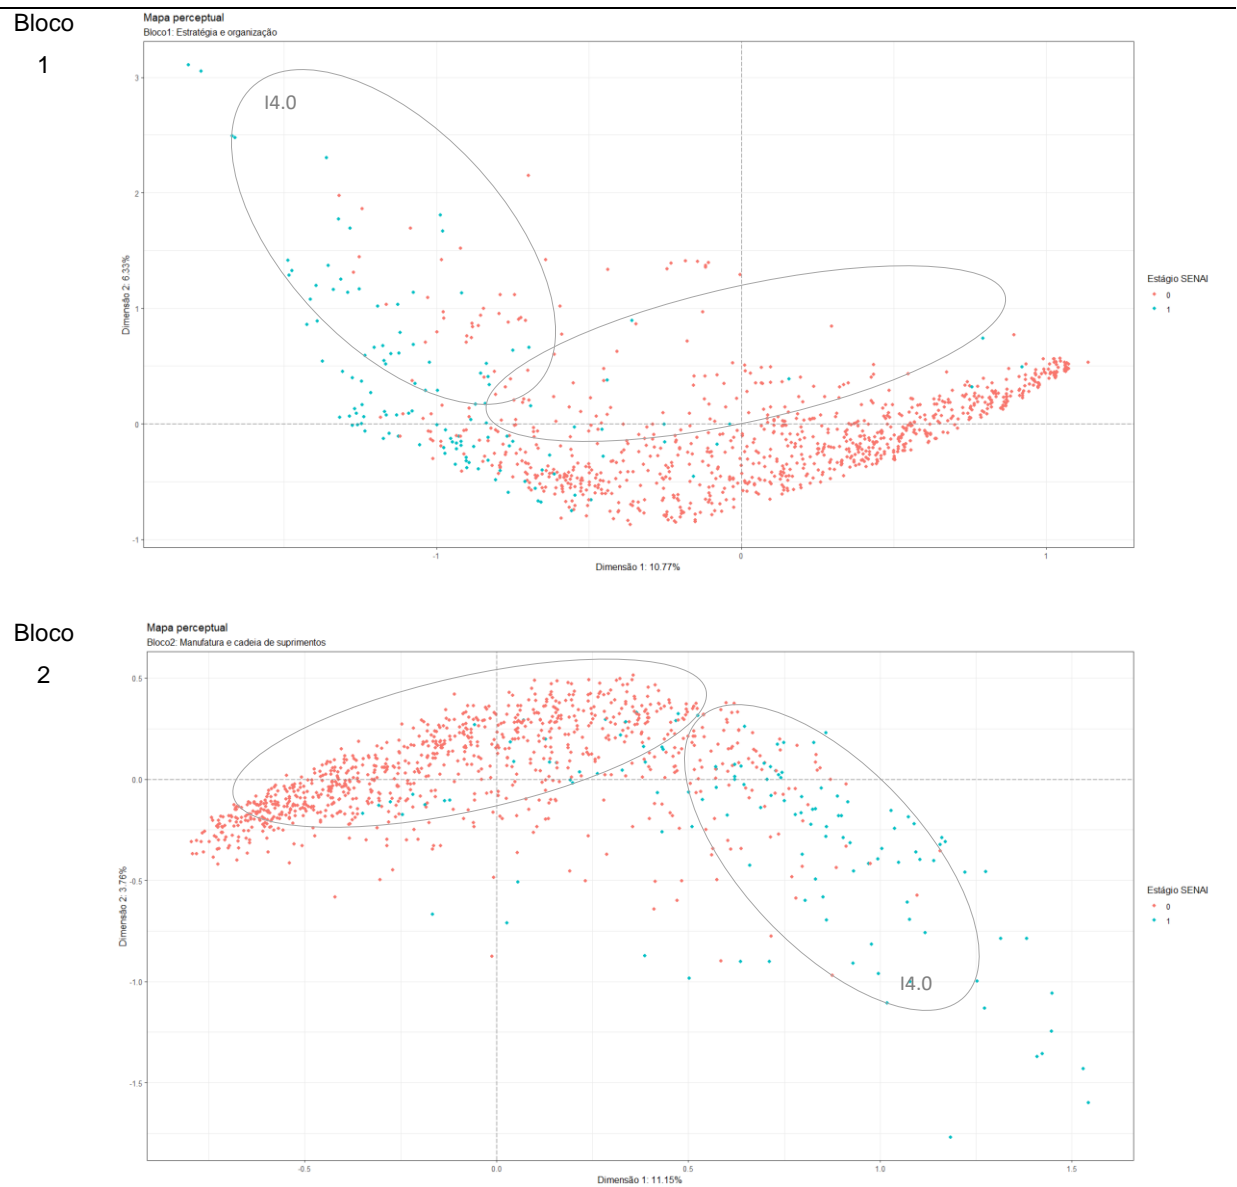 Bloco
1
Mapa perceptual
Bloco1: Estratégia e organização
I4.0
3
2
1
0
-1
Dimensão 2: 6.33%
-1
0
1
Dimensão 1: 10.77%
Estágio SENAI
0
1
Bloco
2
Mapa perceptual
Bloco2: Manufatura e cadeia de suprimentos
0.5
0.0
-0.5
-1.0
-1.5
Dimensão 2: 3.76%
I4.0
-0.5
0.0
0.5
1.0
1.5
Dimensão 1: 11.15%
Estágio SENAI
0
1